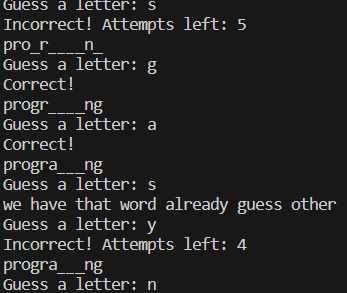 Guess a letter: s
Incorrect! Attempts left: 5
pro_r____n_
Guess a letter: g
Correct!
progr____ng
Guess a letter: a
Correct!
progra___ng
Guess a letter: s
we have that word already guess other
Guess a letter: y
Incorrect! Attempts left: 4
progra___ng
Guess a letter: n